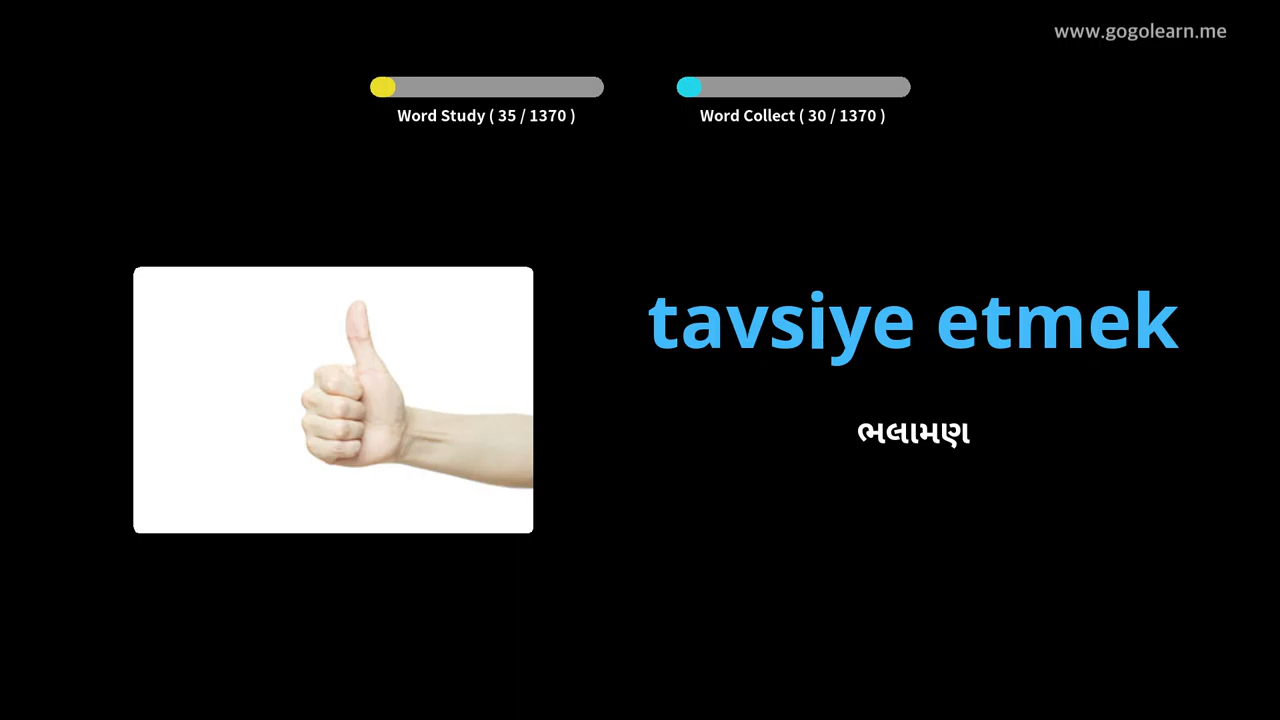 www.gogolearn.me
Word Study ( 35 / 1370 )
Word Collect ( 30 / 1370 )
tavsiye etmek
ભલામણ